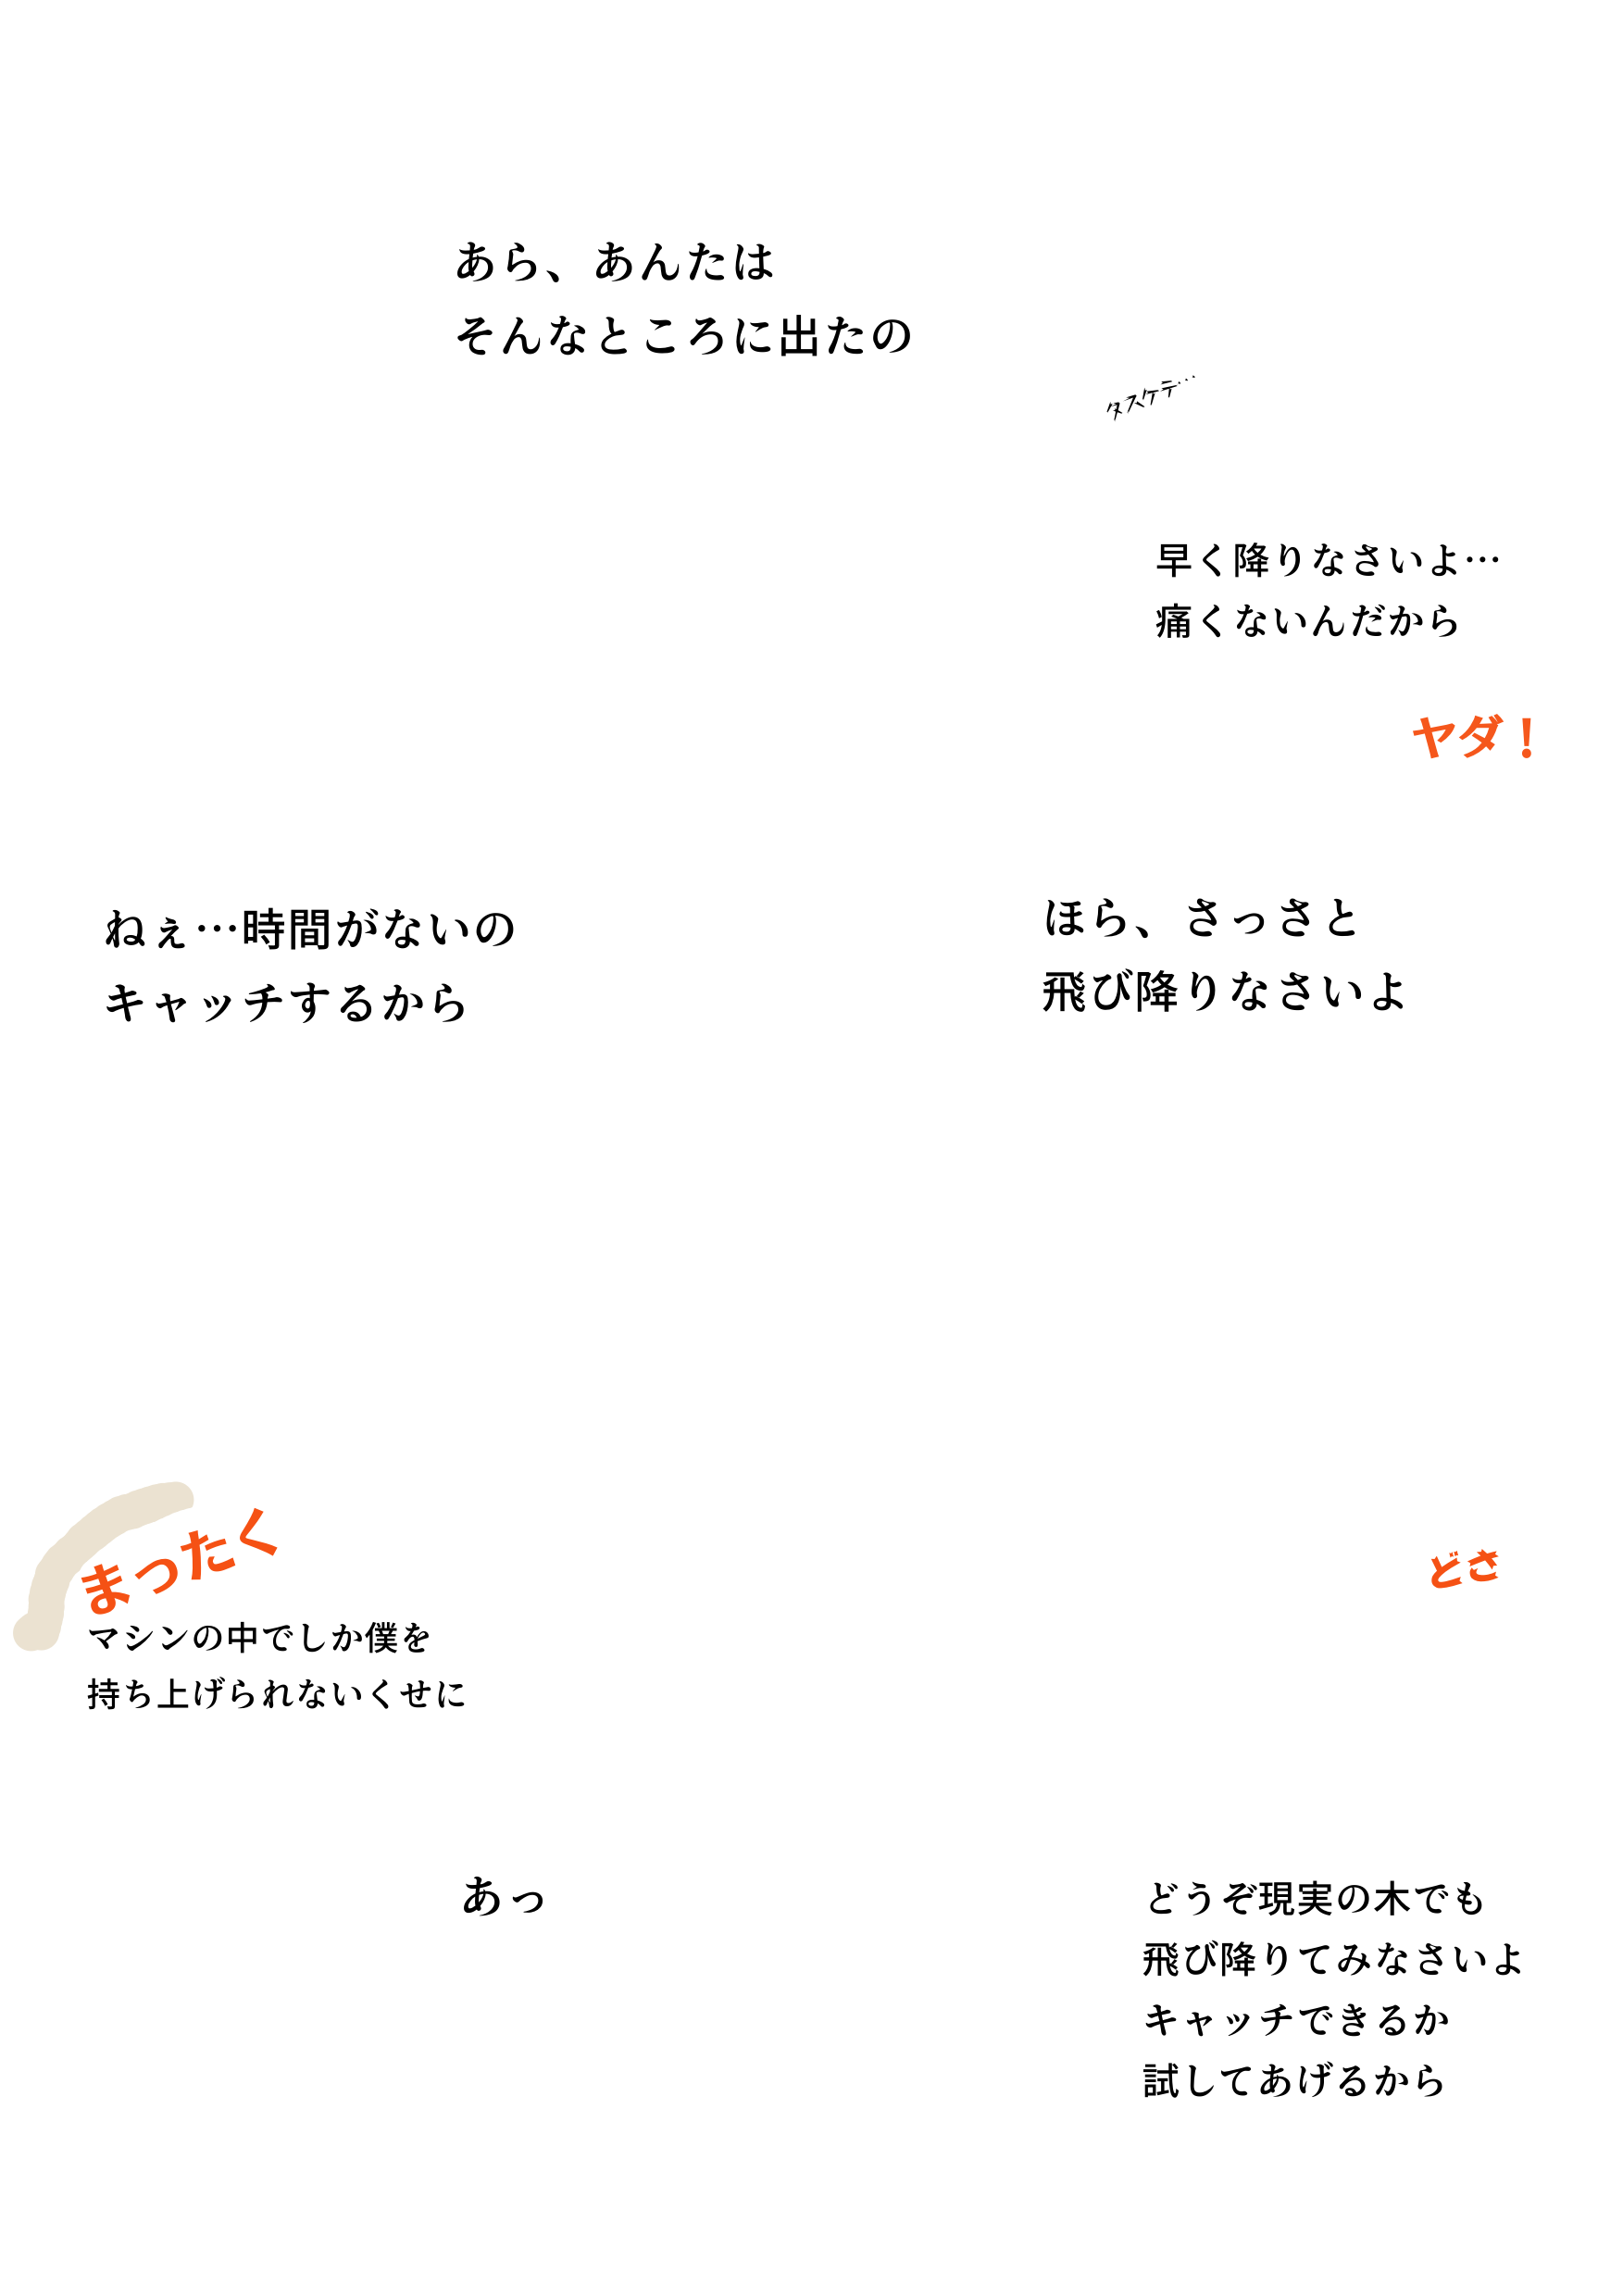 あら、あんたは
そんなところに出たの
タスケテ…
早く降りなさいよ…
痛くないんだから
ヤダ！
ねぇ…時間がないの
キャッチするから
ほら、さっさと
飛び降りなさいよ
まったく
マシンの中でしか僕を
持ち上げられないくせに
どさ
あっ
どうぞ現実の木でも
飛び降りてみなさいよ
キャッチできるか
試してあげるから